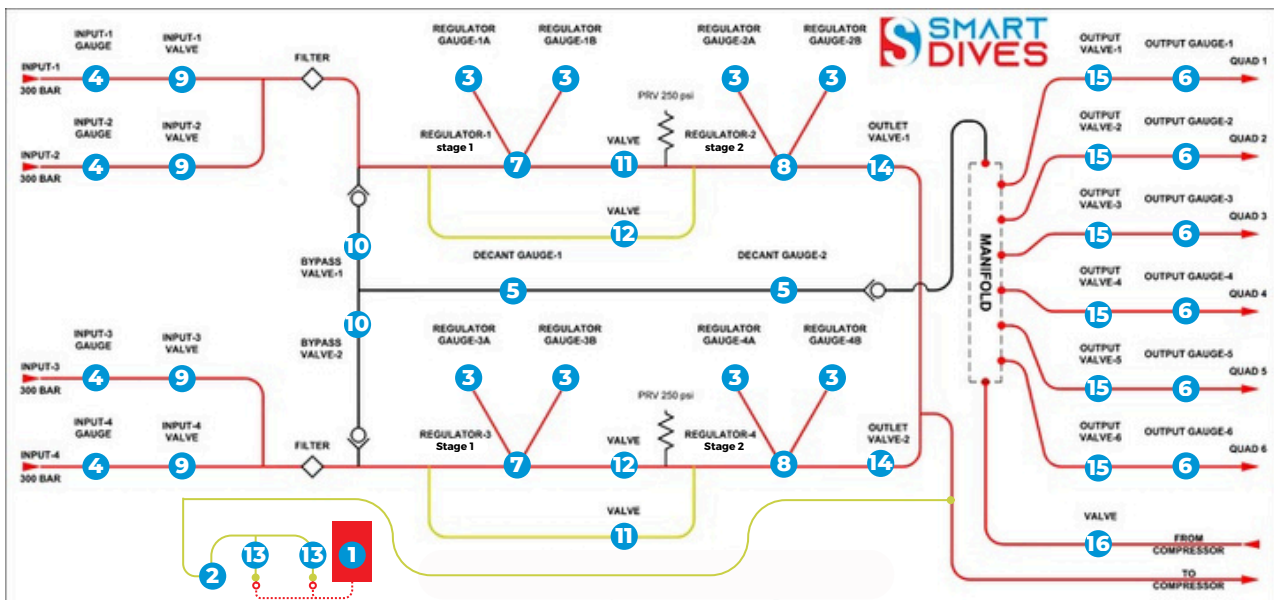 SMART
DIVES
INPUT-1
GAUGE
INPUT-1
VALVE
FILTER
INPUT-1
4
9
300 BAR
INPUT-2
GAUGE
INPUT-2
VALVE
INPUT-2
4
9
300 BAR
REGULATOR
GAUGE-1A
REGULATOR
GAUGE-1B
3
3
REGULATOR-1
stage 1
7
VALVE
11
PRV 250 psi
VALVE
12
REGULATOR
GAUGE-2A
REGULATOR
GAUGE-2B
3
3
REGULATOR-2
stage 2
8
OUTLET
VALVE-1
14
10
BYPASS
VALVE-1
DECANT GAUGE-1
5
DECANT GAUGE-2
5
10
BYPASS
VALVE-2
INPUT-3
GAUGE
INPUT-3
VALVE
INPUT-3
4
9
300 BAR
INPUT-4
GAUGE
INPUT-4
VALVE
FILTER
INPUT-4
4
9
300 BAR
REGULATOR
GAUGE-3A
REGULATOR
GAUGE-3B
3
3
REGULATOR-3
Stage 1
7
VALVE
12
PRV 250 psi
VALVE
11
REGULATOR
GAUGE-4A
REGULATOR
GAUGE-4B
3
3
REGULATOR-4
Stage 2
8
OUTLET
VALVE-2
14
MANIFOLD
OUTPUT
VALVE-1
OUTPUT GAUGE-1
QUAD 1
15
6
OUTPUT
VALVE-2
OUTPUT GAUGE-2
QUAD 2
15
6
OUTPUT
VALVE-3
OUTPUT GAUGE-3
QUAD 3
15
6
OUTPUT
VALVE-4
OUTPUT GAUGE-4
QUAD 4
15
6
OUTPUT
VALVE-5
OUTPUT GAUGE-5
QUAD 5
15
6
OUTPUT
VALVE-6
OUTPUT GAUGE-6
QUAD 6
15
6
VALVE
16
FROM
COMPRESSOR
TO
COMPRESSOR
2
13
13
1